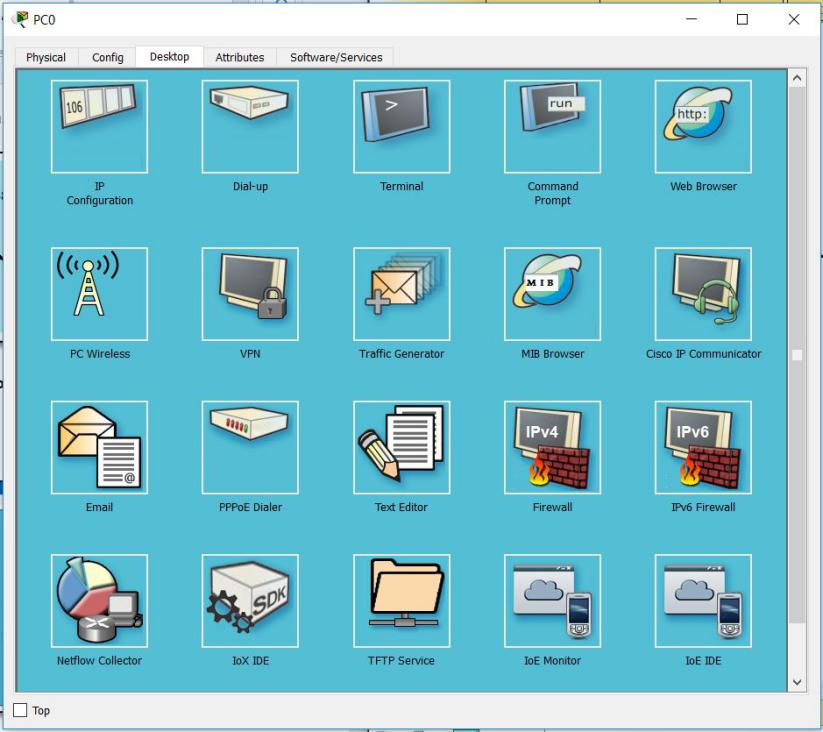 PC0
Physical Config Desktop Attributes Software/Services
106
>
run
http:
IP
Configuration
Dial-up
Terminal
Command
Prompt
Web Browser
MIB
PC Wireless
VPN
Traffic Generator
MIB Browser
Cisco IP Communicator
@
IPv4
IPv6
Email
PPPoE Dialer
Text Editor
Firewall
IPv6 Firewall
SDK
Netflow Collector
IoX IDE
TFTP Service
IoE Monitor
IoE IDE
Top